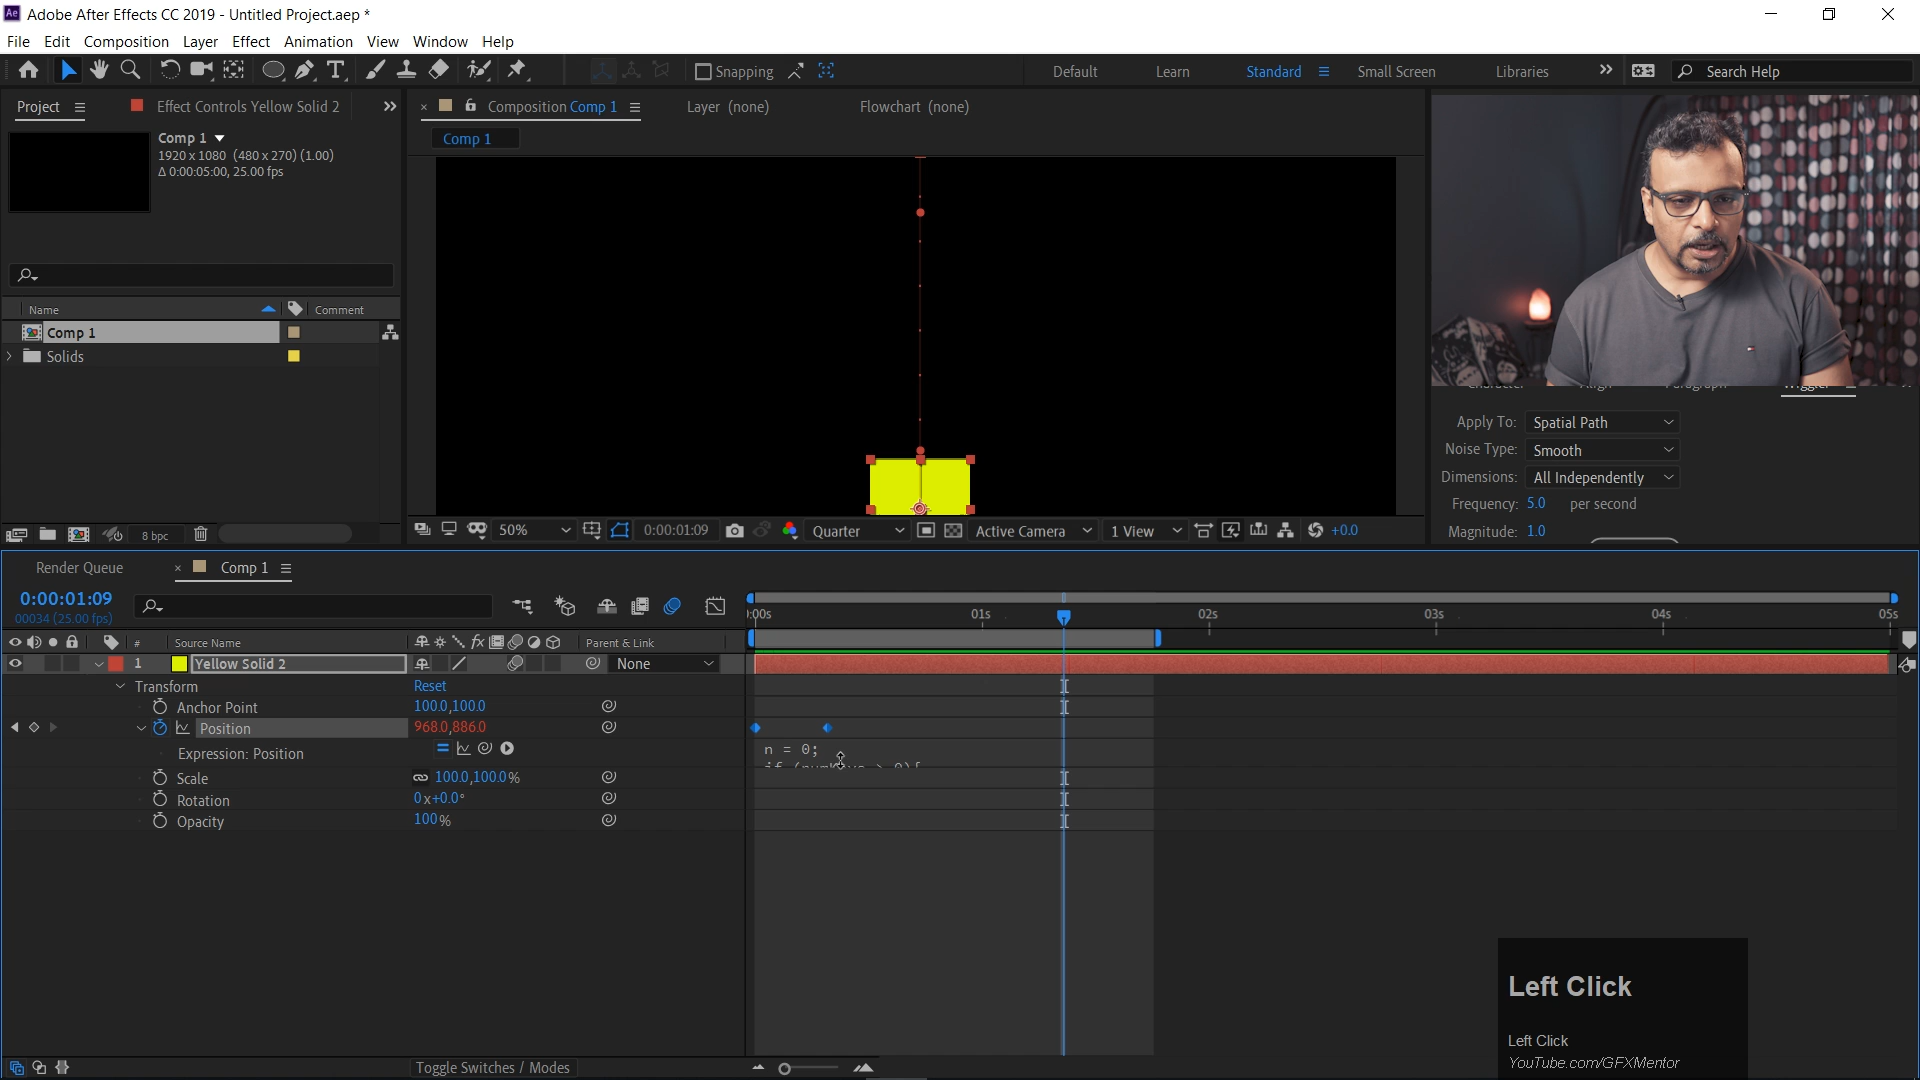 Ae Adobe After Effects CC 2019 - Untitled Project.aep *
File Edit Composition Layer Effect Animation View Window Help
Snapping
Default Learn Standard Small Screen Libraries Search Help
Project Effect Controls Yellow Solid 2
Composition Comp 1 Layer (none) Flowchart (none)
Comp 1
Comp 1
1920 x 1080 (480 x 270) (1.00)
Δ 0:00:05:00, 25.00 fps
Name Comment
Comp 1
Solids
8 bpc
50% 0:00:01:09 Quarter Active Camera 1 View +0.0
Apply To: Spatial Path
Noise Type: Smooth
Dimensions: All Independently
Frequency: 5.0 per second
Magnitude: 1.0
Render Queue Comp 1
0:00:01:09
00034 (25.00 fps)
:00s 01s 02s 03s 04s 05s
# Source Name fx Parent & Link
1 Yellow Solid 2 None
Transform Reset
Anchor Point 100.0,100.0
Position 968.0,886.0
Expression: Position n = 0;
Scale 100.0,100.0%
Rotation 0x+0.0°
Opacity 100%
Left Click
Left Click
YouTube.com/GFXMentor
Toggle Switches / Modes